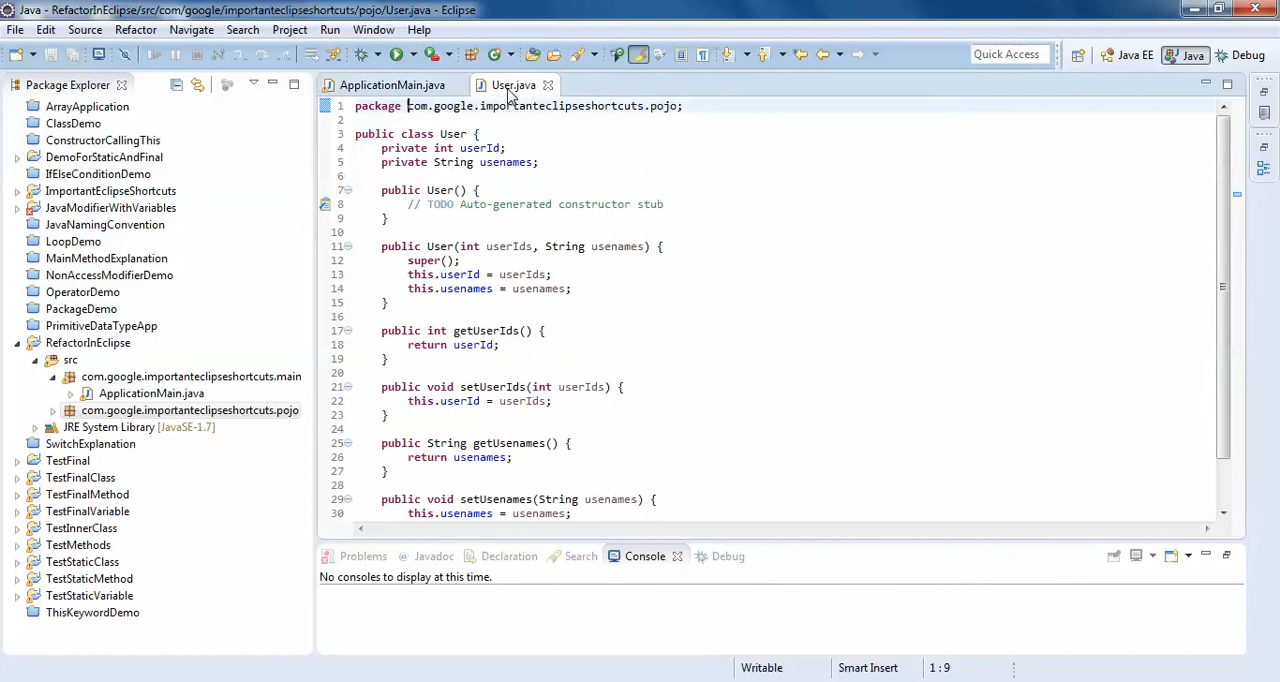 Java - RefactorInEclipse/src/com/google/importanteclipseshortcuts/pojo/User.java - Eclipse
File Edit Source Refactor Navigate Search Project Run Window Help
Quick Access Java EE Java Debug
Package Explorer
ArrayApplication
ClassDemo
ConstructorCallingThis
DemoForStaticAndFinal
IfElseConditionDemo
ImportantEclipseShortcuts
JavaModifierWithVariables
JavaNamingConvention
LoopDemo
MainMethodExplanation
NonAccessModifierDemo
OperatorDemo
PackageDemo
PrimitiveDataTypeApp
RefactorInEclipse
src
com.google.importanteclipseshortcuts.main
ApplicationMain.java
com.google.importanteclipseshortcuts.pojo
JRE System Library [JavaSE-1.7]
SwitchExplanation
TestFinal
TestFinalClass
TestFinalMethod
TestFinalVariable
TestInnerClass
TestMethods
TestStaticClass
TestStaticMethod
TestStaticVariable
ThisKeywordDemo
ApplicationMain.java User.java
1 package com.google.importanteclipseshortcuts.pojo;
2
3 public class User {
4 private int userId;
5 private String usenames;
6
7 public User() {
8 // TODO Auto-generated constructor stub
9 }
10
11 public User(int userIds, String usenames) {
12 super();
13 this.userId = userIds;
14 this.usenames = usenames;
15 }
16
17 public int getUserIds() {
18 return userId;
19 }
20
21 public void setUserIds(int userIds) {
22 this.userId = userIds;
23 }
24
25 public String getUsenames() {
26 return usenames;
27 }
28
29 public void setUsenames(String usenames) {
30 this.usenames = usenames;
Problems Javadoc Declaration Search Console Debug
No consoles to display at this time.
Writable Smart Insert 1 : 9